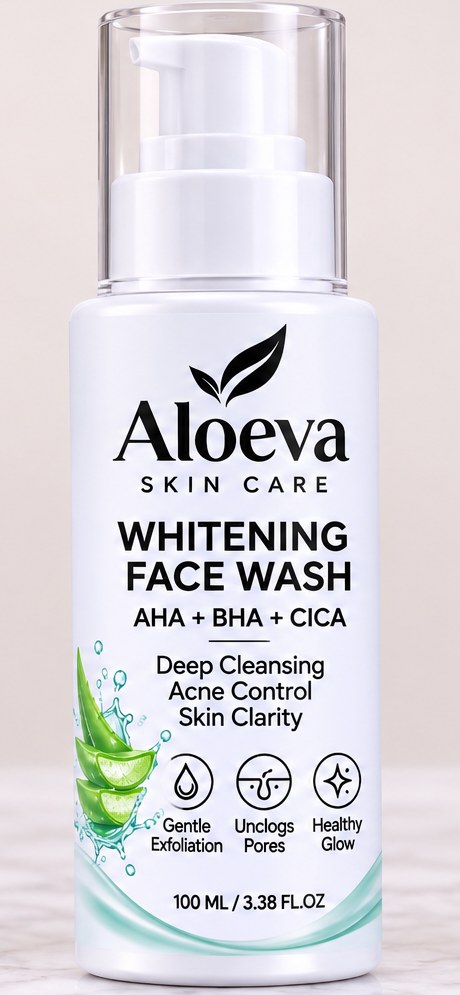 Aloeva
SKIN CARE
WHITENING
FACE WASH
AHA + BHA + CICA
Deep Cleansing
Acne Control
Skin Clarity
Gentle
Exfoliation
Unclogs
Pores
Healthy
Glow
100 ML / 3.38 FL.OZ